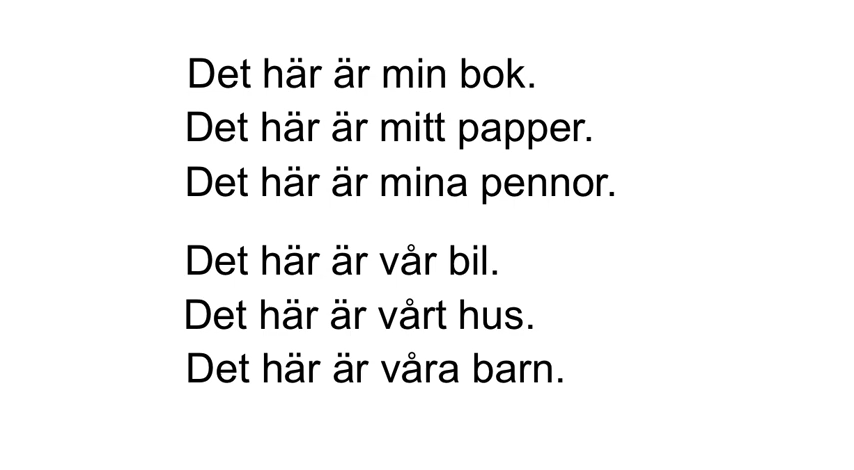 Det här är min bok.
Det här är mitt papper.
Det här är mina pennor.
Det här är vår bil.
Det här är vårt hus.
Det här är våra barn.